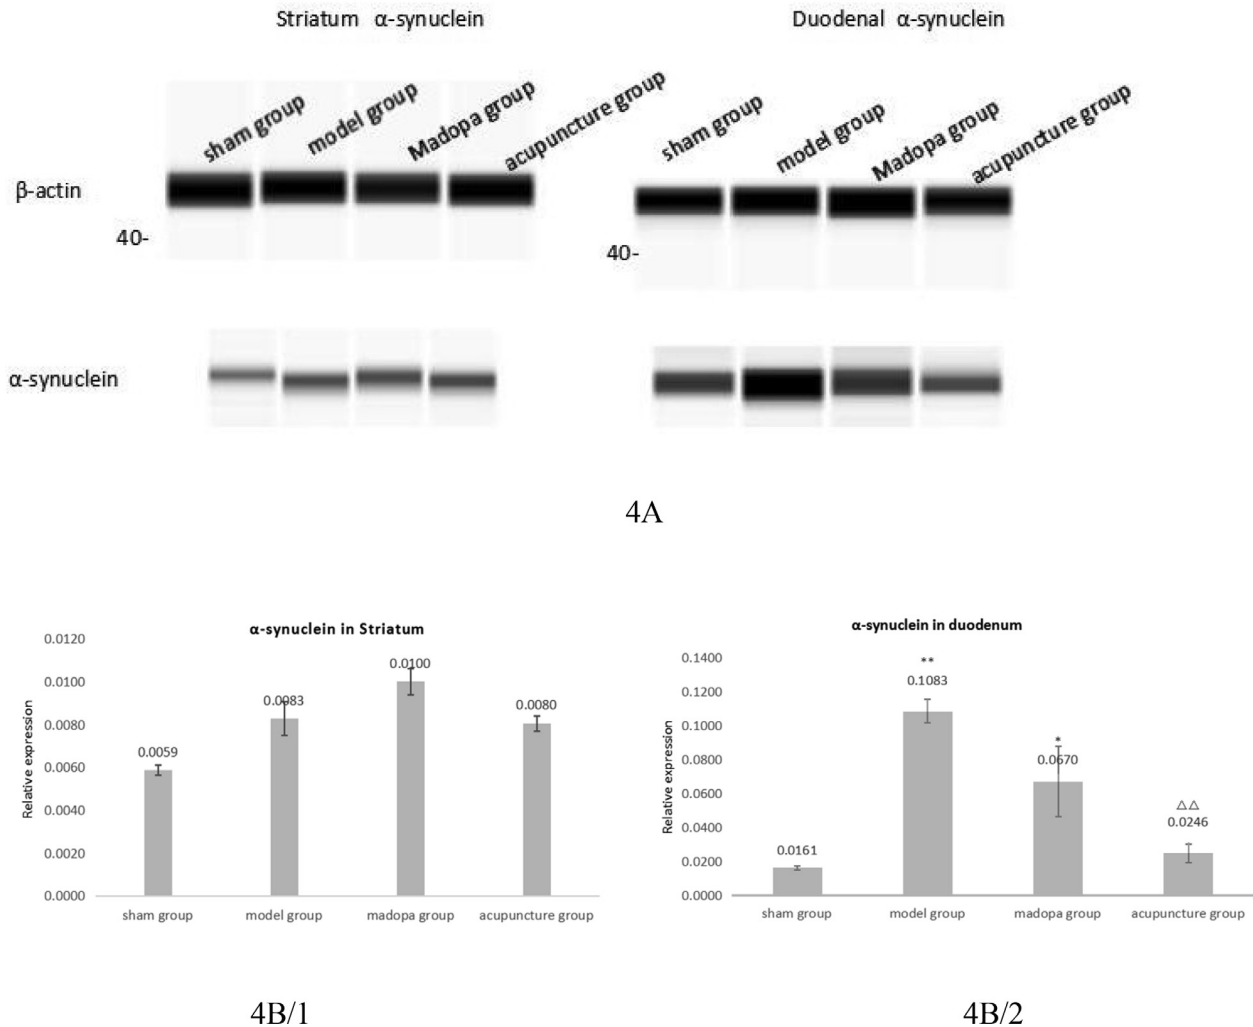 Striatum α-synuclein
Duodenal α-synuclein
sham group
model group
Madopa group
acupuncture group
sham group
model group
Madopa group
acupuncture group
β-actin
40-
40-
α-synuclein
4A
α-synuclein in Striatum
0.0120
0.0100
0.0080
0.0060
0.0040
0.0020
0.0000
Relative expression
0.0059
0.0083
0.0100
0.0080
sham group
model group
madopa group
acupuncture group
4B/1
α-synuclein in duodenum
0.1400
0.1200
0.1000
0.0800
0.0600
0.0400
0.0200
0.0000
Relative expression
0.0161
**
0.1083
*
0.0670
△△
0.0246
sham group
model group
madopa group
acupuncture group
4B/2